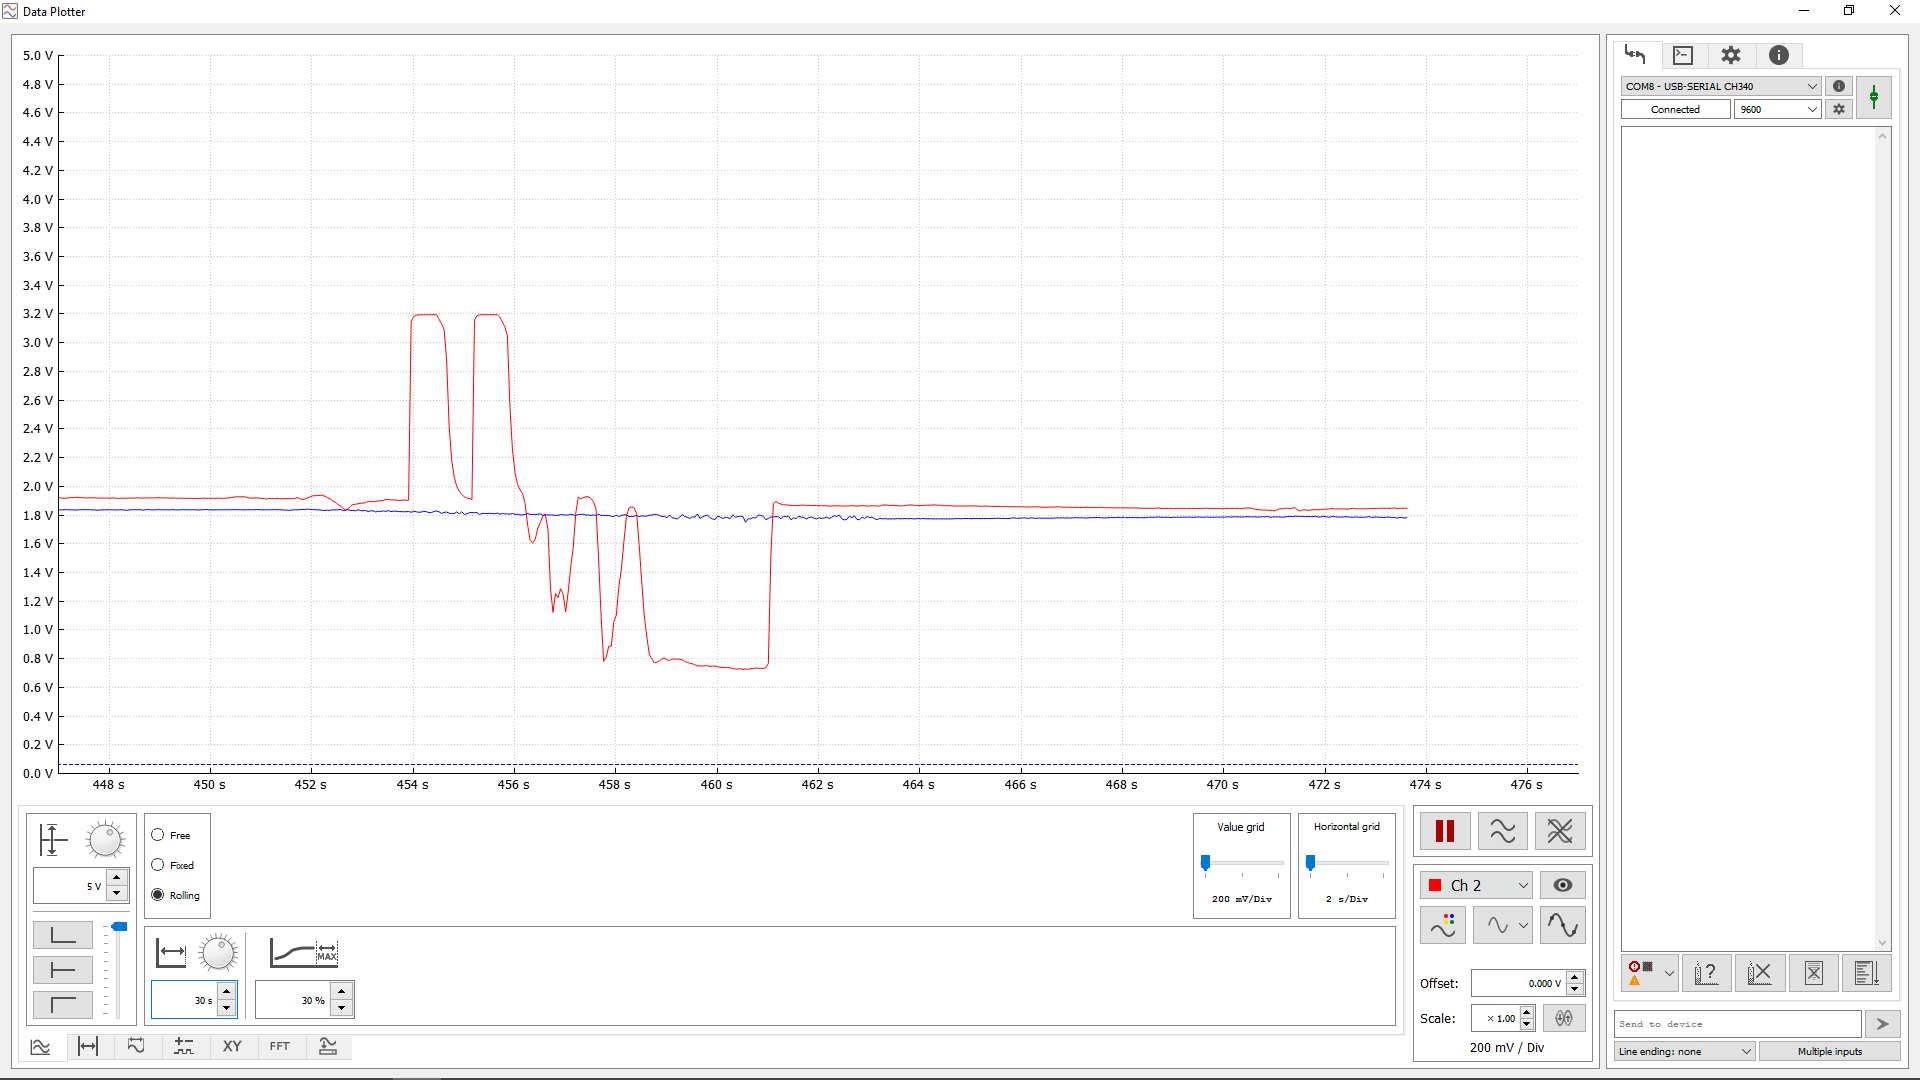 Data Plotter
5.0 V
4.8 V
4.6 V
4.4 V
4.2 V
4.0 V
3.8 V
3.6 V
3.4 V
3.2 V
3.0 V
2.8 V
2.6 V
2.4 V
2.2 V
2.0 V
1.8 V
1.6 V
1.4 V
1.2 V
1.0 V
0.8 V
0.6 V
0.4 V
0.2 V
0.0 V
448 s 450 s 452 s 454 s 456 s 458 s 460 s 462 s 464 s 466 s 468 s 470 s 472 s 474 s 476 s
5 V
Free
Fixed
Rolling
Value grid
200 mV/Div
Horizontal grid
2 s/Div
MAX
30 s
30 %
XY
FFT
Ch 2
Offset: 0.000 V
Scale: × 1.00
200 mV / Div
COM8 - USB-SERIAL CH340
Connected
9600
Send to device
Line ending: none
Multiple inputs